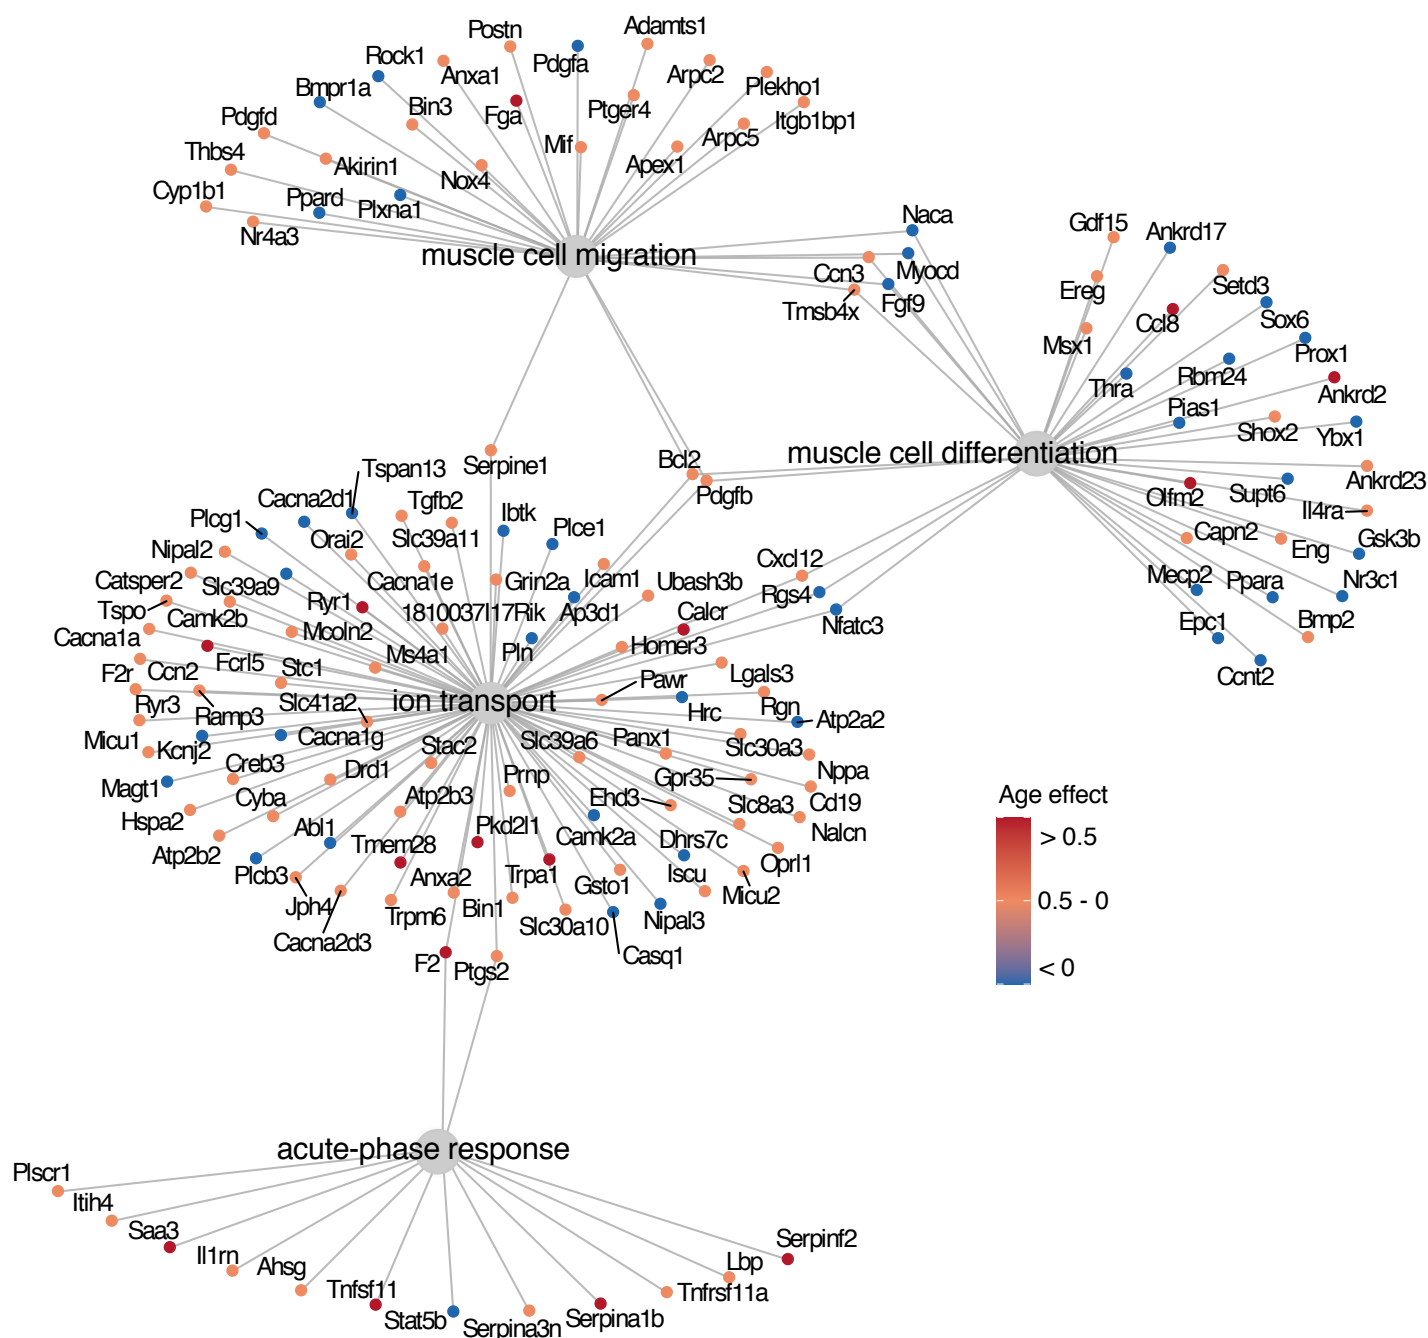 Postn
Adamts1
Rock1
Anxa1
Pdgfa
Arpc2
Plekho1
Bmpr1a
Bin3
Fga
Ptger4
Itgb1bp1
Pdgfd
Arpc5
Thbs4
Akirin1
Mif
Apex1
Cyp1b1
Ppard
Plxna1
Nox4
Nr4a3
muscle cell migration
Naca
Gdf15
Ankrd17
Ccn3
Myocd
Ereg
Setd3
Tmsb4x
Fgf9
Ccl8
Sox6
Msx1
Prox1
Thra
Rbm24
Ankrd2
Pias1
Shox2
Ybx1
muscle cell differentiation
Serpine1
Bcl2
Pdgfb
Ankrd23
Olfm2
Supt6
Il4ra
Tspan13
Cacna2d1
Tgfb2
Ibtk
Plce1
Plcg1
Orai2
Slc39a11
Capn2
Eng
Gsk3b
Nipal2
Cxcl12
Catsper2
Slc39a9
Cacna1e
Grin2a
Icam1
Ubash3b
Rgs4
Mecp2
Ppara
Nr3c1
Tspo
Camk2b
Ryr1
1810037I17Rik
Ap3d1
Calcr
Nfatc3
Epc1
Bmp2
Cacna1a
Mcoln2
Ms4a1
Pln
Homer3
Ccnt2
F2r
Ccn2
Fcrl5
Stc1
Pawr
Lgals3
Ryr3
Ramp3
Slc41a2
ion transport
Hrc
Rgn
Atp2a2
Micu1
Kcnj2
Cacna1g
Stac2
Slc39a6
Panx1
Slc30a3
Magt1
Creb3
Drd1
Prnp
Gpr35
Nppa
Hspa2
Cyba
Atp2b3
Ehd3
Slc8a3
Cd19
Atp2b2
Abl1
Tmem28
Pkd2l1
Camk2a
Dhrs7c
Nalcn
Plcb3
Anxa2
Trpa1
Gsto1
Iscu
Oprl1
Jph4
Trpm6
Bin1
Slc30a10
Nipal3
Micu2
Cacna2d3
Casq1
F2
Ptgs2
Age effect
> 0.5
0.5 - 0
< 0
acute-phase response
Plscr1
Itih4
Saa3
Il1rn
Ahsg
Tnfsf11
Stat5b
Serpina3n
Serpina1b
Tnfrsf11a
Lbp
Serpinf2